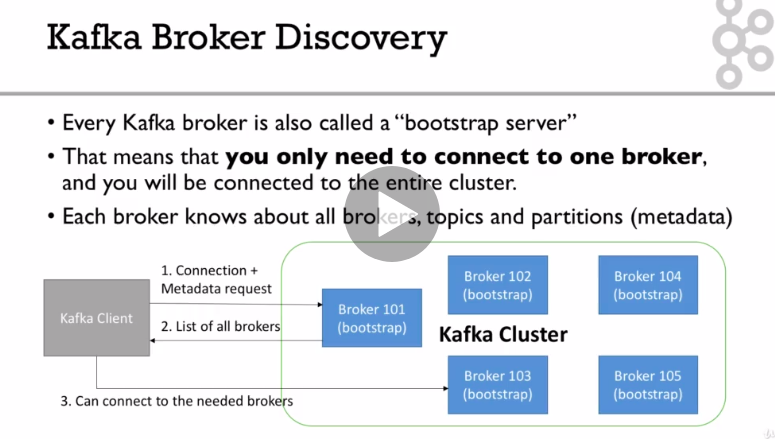 Kafka Broker Discovery
• Every Kafka broker is also called a “bootstrap server”
• That means that you only need to connect to one broker,
and you will be connected to the entire cluster.
• Each broker knows about all brokers, topics and partitions (metadata)
1. Connection +
Metadata request
Kafka Client
2. List of all brokers
3. Can connect to the needed brokers
Broker 101
(bootstrap)
Broker 102
(bootstrap)
Broker 104
(bootstrap)
Kafka Cluster
Broker 103
(bootstrap)
Broker 105
(bootstrap)